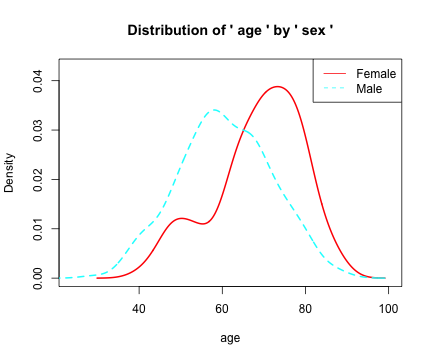 Distribution of ' age ' by ' sex '
Female
Male
Density
0.04
0.03
0.02
0.01
0.00
40 60 80 100
age